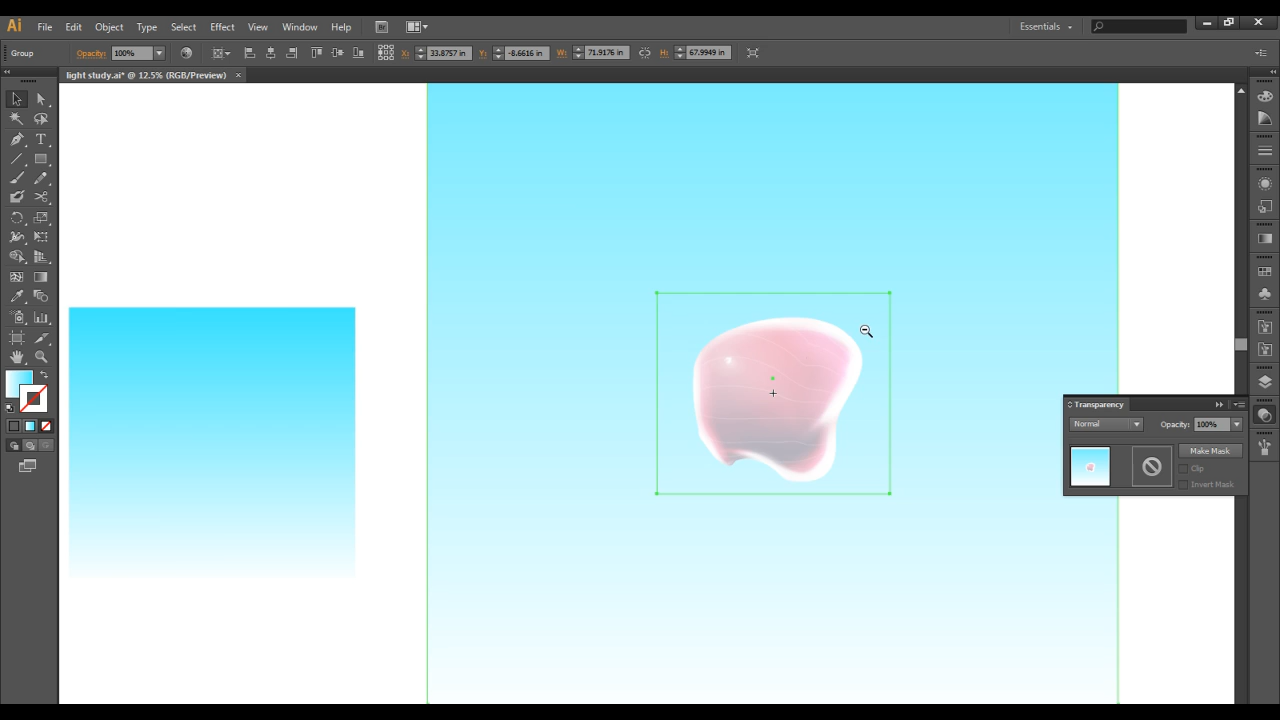 Ai File Edit Object Type Select Effect View Window Help Br Essentials
Group Opacity: 100% X: 33.8757 in Y: -8.6616 in W: 71.9176 in H: 67.9949 in
light study.ai* @ 12.5% (RGB/Preview) ×
T
Transparency
Normal Opacity: 100%
Make Mask
Clip
Invert Mask